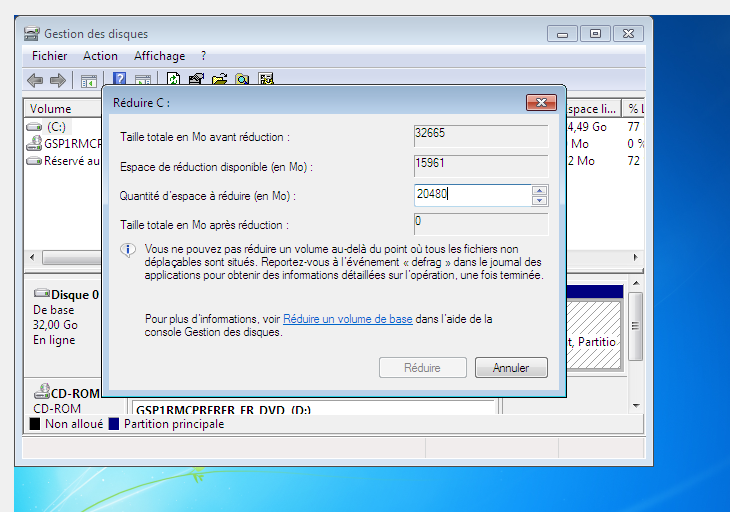 Gestion des disques
Fichier Action Affichage ?
Réduire C :
Volume
space li... % L
(C:)
4,49 Go 77
GSP1RMCP
Mo 0 %
Réservé au
2 Mo 72
Taille totale en Mo avant réduction : 32665
Espace de réduction disponible (en Mo) : 15961
Quantité d'espace à réduire (en Mo) : 20480
Taille totale en Mo après réduction : 0
Vous ne pouvez pas réduire un volume au-delà du point où tous les fichiers non
déplaçables sont situés. Reportez-vous à l'événement « defrag » dans le journal des
applications pour obtenir des informations détaillées sur l'opération, une fois terminée.
Pour plus d'informations, voir Réduire un volume de base dans l'aide de la
console Gestion des disques.
Réduire Annuler
Disque 0
De base
32,00 Go
En ligne
t, Partitio
CD-ROM
CD-ROM
GSP1RMCPRFRER_FR_DVD (D:)
Non alloué Partition principale